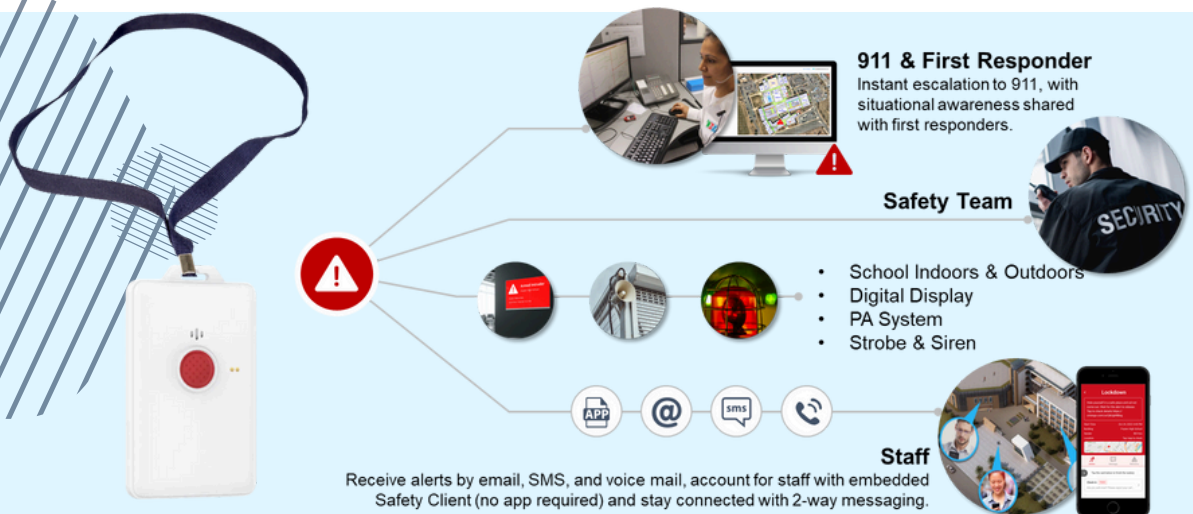 911 & First Responder
Instant escalation to 911, with
situational awareness shared
with first responders.
Safety Team
SECURITY
• School Indoors & Outdoors
• Digital Display
• PA System
• Strobe & Siren
APP
@
sms
Lockdown
Staff
Receive alerts by email, SMS, and voice mail, account for staff with embedded
Safety Client (no app required) and stay connected with 2-way messaging.